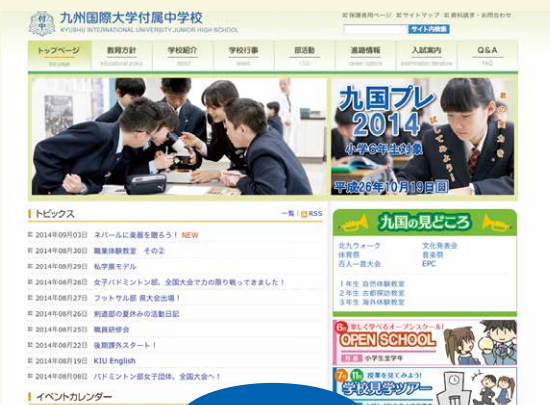 九州国際大学付属中学校
KYUSHU INTERNATIONAL UNIVERSITY JUNIOR HIGH SCHOOL
保護者用ページ サイトマップ 資料請求・お問合わせ
サイト内検索
トップページ 教育方針 学校紹介 学校行事 部活動 進路情報 入試案内 Q&A
top page educational policy about event club career options examination literature FAQ
九国プレ
2014
小学6年生対象
平成26年10月19日回
トピックス
一覧 RSS
2014年09月03日 ネパールに楽器を贈ろう！ NEW
2014年08月30日 職業体験教室 その②
2014年08月29日 私学展モデル
2014年08月28日 女子バドミントン部、全国大会で力の限り戦ってきました！
2014年08月27日 フットサル部 県大会出場！
2014年08月26日 剣道部の夏休みの活動日記
2014年08月25日 職員研修会
2014年08月22日 後期課外スタート！
2014年08月19日 KIU English
2014年08月08日 バドミントン部女子団体、全国大会へ！
イベントカレンダー
九国の見どころ
北九ウォーク 文化発表会
体育祭 音楽祭
百人一首大会 EPC
1年生 自然体験教室
2年生 古都探訪教室
3年生 海外体験教室
6月 楽しく学べるオープンスクール！
OPEN SCHOOL
対象 小学生全学年
7月 11月 授業を見てみよう！
学校見学ツアー